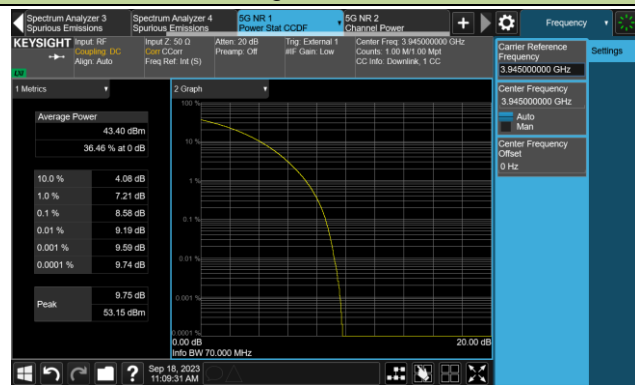 Spectrum Analyzer 3
Spurious Emissions
Spectrum Analyzer 4
Spurious Emissions
5G NR 1
Power Stat CCDF
5G NR 2
Channel Power
+
Frequency
KEYSIGHT
Input: RF
Coupling: DC
Align: Auto
Input Z: 50 Ω
Corr CCorr
Freq Ref: Int (S)
Atten: 20 dB
Preamp: Off
Trig: External 1
#IF Gain: Low
Center Freq: 3.945000000 GHz
Counts: 1.00 M/1.00 Mpt
CC Info: Downlink, 1 CC
Carrier Reference
Frequency
3.945000000 GHz
Settings
Center Frequency
3.945000000 GHz
Auto
Man
Center Frequency
Offset
0 Hz
1 Metrics
Average Power
43.40 dBm
36.46 % at 0 dB
10.0 % 4.08 dB
1.0 % 7.21 dB
0.1 % 8.58 dB
0.01 % 9.19 dB
0.001 % 9.59 dB
0.0001 % 9.74 dB
Peak
9.75 dB
53.15 dBm
2 Graph
100 %
10 %
1 %
0.1 %
0.01 %
0.001 %
0.0001 %
0.00 dB 20.00 dB
Info BW 70.000 MHz
?
Sep 18, 2023
11:09:31 AM